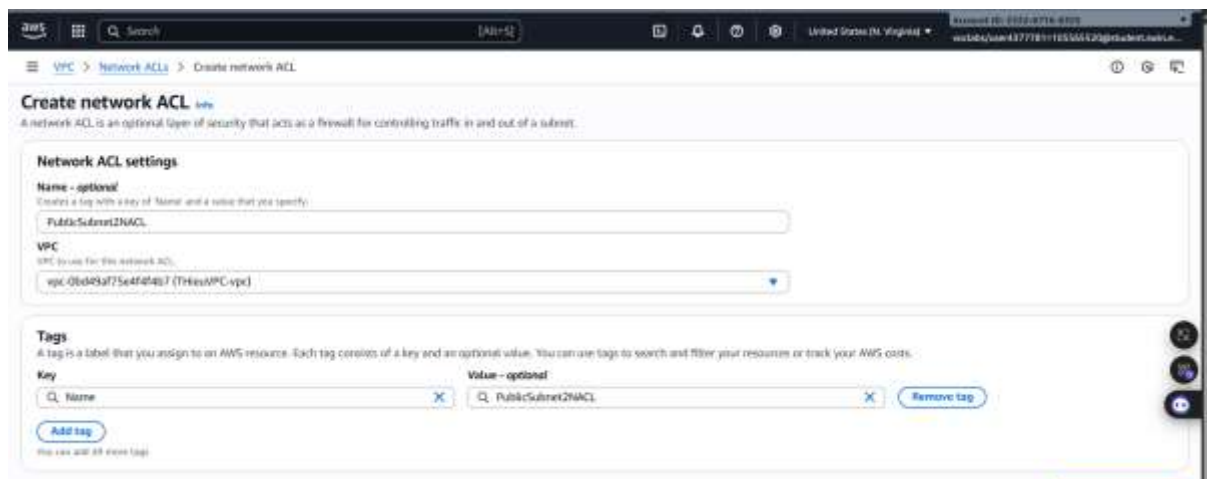 aws
Search
[Alt+S]
United States (N. Virginia)
Account ID:
VPC > Network ACLs > Create network ACL
Create network ACL Info
A network ACL is an optional layer of security that acts as a firewall for controlling traffic in and out of a subnet.
Network ACL settings
Name - optional
Creates a tag with a key of 'Name' and a value that you specify.
PublicSubnet2NACL
VPC
VPC to use for this network ACL.
(THieuVPC-vpc)
Tags
A tag is a label that you assign to an AWS resource. Each tag consists of a key and an optional value. You can use tags to search and filter your resources or track your AWS costs.
Key
Value - optional
Name
PublicSubnet2NACL
Remove tag
Add tag
You can add 49 more tags